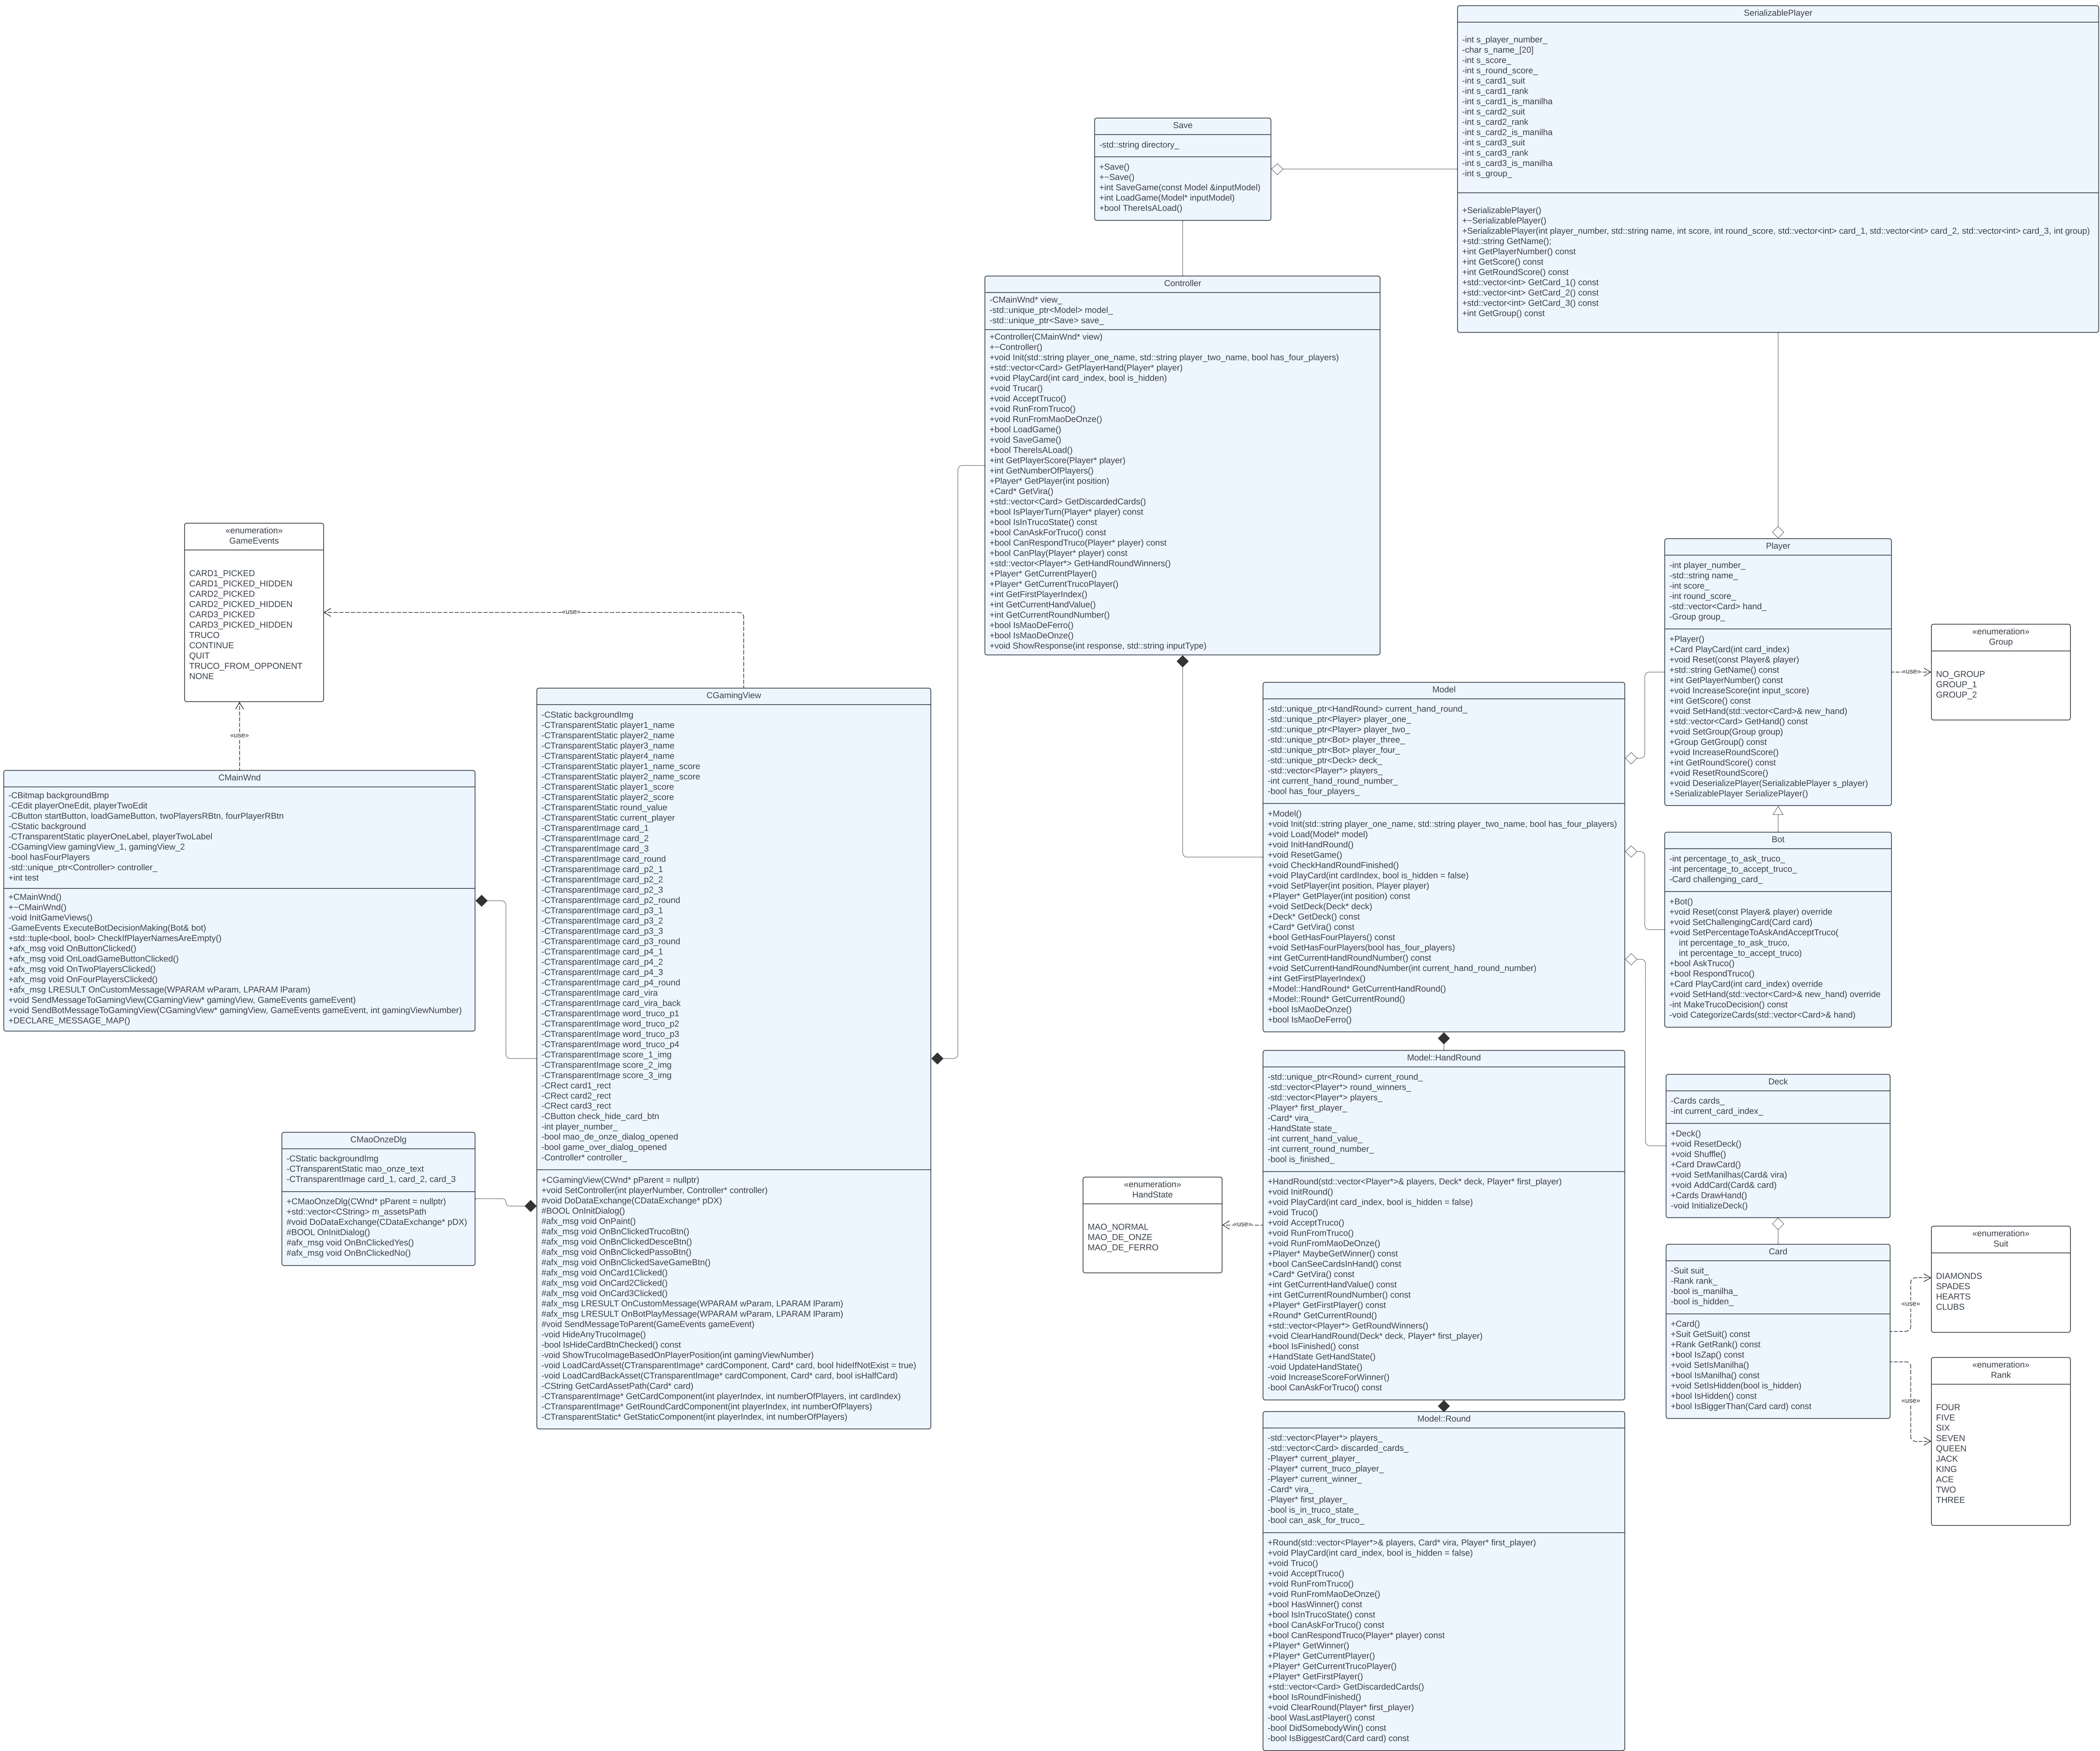 SerializablePlayer
-int s_player_number_
-char s_name_[20]
-int s_score_
-int s_round_score_
-int s_card1_suit
-int s_card1_rank
-int s_card1_is_manilha
-int s_card2_suit
-int s_card2_rank
-int s_card2_is_manilha
-int s_card3_suit
-int s_card3_rank
-int s_card3_is_manilha
-int s_group_
+SerializablePlayer()
+~SerializablePlayer()
+SerializablePlayer(int player_number, std::string name, int score, int round_score, std::vector<int> card_1, std::vector<int> card_2, std::vector<int> card_3, int group)
+std::string GetName();
+int GetPlayerNumber() const
+int GetScore() const
+int GetRoundScore() const
+std::vector<int> GetCard_1() const
+std::vector<int> GetCard_2() const
+std::vector<int> GetCard_3() const
+int GetGroup() const
Save
-std::string directory_
+Save()
+~Save()
+int SaveGame(const Model &inputModel)
+int LoadGame(Model* inputModel)
+bool ThereIsALoad()
Controller
-CMainWnd* view_
-std::unique_ptr<Model> model_
-std::unique_ptr<Save> save_
+Controller(CMainWnd* view)
+~Controller()
+void Init(std::string player_one_name, std::string player_two_name, bool has_four_players)
+std::vector<Card> GetPlayerHand(Player* player)
+void PlayCard(int card_index, bool is_hidden)
+void Trucar()
+void AcceptTruco()
+void RunFromTruco()
+void RunFromMaoDeOnze()
+bool LoadGame()
+void SaveGame()
+bool ThereIsALoad()
+int GetPlayerScore(Player* player)
+int GetNumberOfPlayers()
+Player* GetPlayer(int position)
+Card* GetVira()
+std::vector<Card> GetDiscardedCards()
+bool IsPlayerTurn(Player* player) const
+bool IsInTrucoState() const
+bool CanAskForTruco() const
+bool CanRespondTruco(Player* player) const
+bool CanPlay(Player* player) const
+std::vector<Player*> GetHandRoundWinners()
+Player* GetCurrentPlayer()
+Player* GetCurrentTrucoPlayer()
+int GetFirstPlayerIndex()
+int GetCurrentHandValue()
+int GetCurrentRoundNumber()
+bool IsMaoDeFerro()
+bool IsMaoDeOnze()
+void ShowResponse(int response, std::string inputType)
«enumeration»
GameEvents
CARD1_PICKED
CARD1_PICKED_HIDDEN
CARD2_PICKED
CARD2_PICKED_HIDDEN
CARD3_PICKED
CARD3_PICKED_HIDDEN
TRUCO
CONTINUE
QUIT
TRUCO_FROM_OPPONENT
NONE
«use»
«use»
CMainWnd
-CBitmap backgroundBmp
-CEdit playerOneEdit, playerTwoEdit
-CButton startButton, loadGameButton, twoPlayersRBtn, fourPlayerRBtn
-CStatic background
-CTransparentStatic playerOneLabel, playerTwoLabel
-CGamingView gamingView_1, gamingView_2
-bool hasFourPlayers
-std::unique_ptr<Controller> controller_
+int test
+CMainWnd()
+~CMainWnd()
-void InitGameViews()
-GameEvents ExecuteBotDecisionMaking(Bot& bot)
+std::tuple<bool, bool> CheckIfPlayerNamesAreEmpty()
+afx_msg void OnButtonClicked()
+afx_msg void OnLoadGameButtonClicked()
+afx_msg void OnTwoPlayersClicked()
+afx_msg void OnFourPlayersClicked()
+afx_msg LRESULT OnCustomMessage(WPARAM wParam, LPARAM lParam)
+void SendMessageToGamingView(CGamingView* gamingView, GameEvents gameEvent)
+void SendBotMessageToGamingView(CGamingView* gamingView, GameEvents gameEvent, int gamingViewNumber)
+DECLARE_MESSAGE_MAP()
CGamingView
-CStatic backgroundImg
-CTransparentStatic player1_name
-CTransparentStatic player2_name
-CTransparentStatic player3_name
-CTransparentStatic player4_name
-CTransparentStatic player1_name_score
-CTransparentStatic player2_name_score
-CTransparentStatic player1_score
-CTransparentStatic player2_score
-CTransparentStatic round_value
-CTransparentStatic current_player
-CTransparentImage card_1
-CTransparentImage card_2
-CTransparentImage card_3
-CTransparentImage card_round
-CTransparentImage card_p2_1
-CTransparentImage card_p2_2
-CTransparentImage card_p2_3
-CTransparentImage card_p2_round
-CTransparentImage card_p3_1
-CTransparentImage card_p3_2
-CTransparentImage card_p3_3
-CTransparentImage card_p3_round
-CTransparentImage card_p4_1
-CTransparentImage card_p4_2
-CTransparentImage card_p4_3
-CTransparentImage card_p4_round
-CTransparentImage card_vira
-CTransparentImage card_vira_back
-CTransparentImage word_truco_p1
-CTransparentImage word_truco_p2
-CTransparentImage word_truco_p3
-CTransparentImage word_truco_p4
-CTransparentImage score_1_img
-CTransparentImage score_2_img
-CTransparentImage score_3_img
-CRect card1_rect
-CRect card2_rect
-CRect card3_rect
-CButton check_hide_card_btn
-int player_number_
-bool mao_de_onze_dialog_opened
-bool game_over_dialog_opened
-Controller* controller_
+CGamingView(CWnd* pParent = nullptr)
+void SetController(int playerNumber, Controller* controller)
#void DoDataExchange(CDataExchange* pDX)
#BOOL OnInitDialog()
#afx_msg void OnPaint()
#afx_msg void OnBnClickedTrucoBtn()
#afx_msg void OnBnClickedDesceBtn()
#afx_msg void OnBnClickedPassoBtn()
#afx_msg void OnBnClickedSaveGameBtn()
#afx_msg void OnCard1Clicked()
#afx_msg void OnCard2Clicked()
#afx_msg void OnCard3Clicked()
#afx_msg LRESULT OnCustomMessage(WPARAM wParam, LPARAM lParam)
#afx_msg LRESULT OnBotPlayMessage(WPARAM wParam, LPARAM lParam)
#void SendMessageToParent(GameEvents gameEvent)
-void HideAnyTrucoImage()
-bool IsHideCardBtnChecked() const
-void ShowTrucoImageBasedOnPlayerPosition(int gamingViewNumber)
-void LoadCardAsset(CTransparentImage* cardComponent, Card* card, bool hideIfNotExist = true)
-void LoadCardBackAsset(CTransparentImage* cardComponent, Card* card, bool isHalfCard)
-CString GetCardAssetPath(Card* card)
-CTransparentImage* GetCardComponent(int playerIndex, int numberOfPlayers, int cardIndex)
-CTransparentImage* GetRoundCardComponent(int playerIndex, int numberOfPlayers)
-CTransparentStatic* GetStaticComponent(int playerIndex, int numberOfPlayers)
CMaoOnzeDlg
-CStatic backgroundImg
-CTransparentStatic mao_onze_text
-CTransparentImage card_1, card_2, card_3
+CMaoOnzeDlg(CWnd* pParent = nullptr)
+std::vector<CString> m_assetsPath
#void DoDataExchange(CDataExchange* pDX)
#BOOL OnInitDialog()
#afx_msg void OnBnClickedYes()
#afx_msg void OnBnClickedNo()
Model
-std::unique_ptr<HandRound> current_hand_round_
-std::unique_ptr<Player> player_one_
-std::unique_ptr<Player> player_two_
-std::unique_ptr<Bot> player_three_
-std::unique_ptr<Bot> player_four_
-std::unique_ptr<Deck> deck_
-std::vector<Player*> players_
-int current_hand_round_number_
-bool has_four_players_
+Model()
+void Init(std::string player_one_name, std::string player_two_name, bool has_four_players)
+void Load(Model* model)
+void InitHandRound()
+void ResetGame()
+void CheckHandRoundFinished()
+void PlayCard(int cardIndex, bool is_hidden = false)
+void SetPlayer(int position, Player player)
+Player* GetPlayer(int position) const
+void SetDeck(Deck* deck)
+Deck* GetDeck() const
+Card* GetVira() const
+bool GetHasFourPlayers() const
+void SetHasFourPlayers(bool has_four_players)
+int GetCurrentHandRoundNumber() const
+void SetCurrentHandRoundNumber(int current_hand_round_number)
+int GetFirstPlayerIndex()
+Model::HandRound* GetCurrentHandRound()
+Model::Round* GetCurrentRound()
+bool IsMaoDeOnze()
+bool IsMaoDeFerro()
Model::HandRound
-std::unique_ptr<Round> current_round_
-std::vector<Player*> round_winners_
-std::vector<Player*> players_
-Player* first_player_
-Card* vira_
-HandState state_
-int current_hand_value_
-int current_round_number_
-bool is_finished_
+HandRound(std::vector<Player*>& players, Deck* deck, Player* first_player)
+void InitRound()
+void PlayCard(int card_index, bool is_hidden = false)
+void Truco()
+void AcceptTruco()
+void RunFromTruco()
+void RunFromMaoDeOnze()
+Player* MaybeGetWinner() const
+bool CanSeeCardsInHand() const
+Card* GetVira() const
+int GetCurrentHandValue() const
+int GetCurrentRoundNumber() const
+Player* GetFirstPlayer() const
+Round* GetCurrentRound()
+std::vector<Player*> GetRoundWinners()
+void ClearHandRound(Deck* deck, Player* first_player)
+bool IsFinished() const
+HandState GetHandState()
-void UpdateHandState()
-void IncreaseScoreForWinner()
-bool CanAskForTruco() const
«enumeration»
HandState
MAO_NORMAL
MAO_DE_ONZE
MAO_DE_FERRO
«use»
Model::Round
-std::vector<Player*> players_
-std::vector<Card> discarded_cards_
-Player* current_player_
-Player* current_truco_player_
-Player* current_winner_
-Card* vira_
-Player* first_player_
-bool is_in_truco_state_
-bool can_ask_for_truco_
+Round(std::vector<Player*>& players, Card* vira, Player* first_player)
+void PlayCard(int card_index, bool is_hidden = false)
+void Truco()
+void AcceptTruco()
+void RunFromTruco()
+void RunFromMaoDeOnze()
+bool HasWinner() const
+bool IsInTrucoState() const
+bool CanAskForTruco() const
+bool CanRespondTruco(Player* player) const
+Player* GetWinner()
+Player* GetCurrentPlayer()
+Player* GetCurrentTrucoPlayer()
+Player* GetFirstPlayer()
+std::vector<Card> GetDiscardedCards()
+bool IsRoundFinished()
+void ClearRound(Player* first_player)
-bool WasLastPlayer() const
-bool DidSomebodyWin() const
-bool IsBiggestCard(Card card) const
Player
-int player_number_
-std::string name_
-int score_
-int round_score_
-std::vector<Card> hand_
-Group group_
+Player()
+Card PlayCard(int card_index)
+void Reset(const Player& player)
+std::string GetName() const
+int GetPlayerNumber() const
+void IncreaseScore(int input_score)
+int GetScore() const
+void SetHand(std::vector<Card>& new_hand)
+std::vector<Card> GetHand() const
+void SetGroup(Group group)
+Group GetGroup() const
+void IncreaseRoundScore()
+int GetRoundScore() const
+void ResetRoundScore()
+void DeserializePlayer(SerializablePlayer s_player)
+SerializablePlayer SerializePlayer()
«use»
«enumeration»
Group
NO_GROUP
GROUP_1
GROUP_2
Bot
-int percentage_to_ask_truco_
-int percentage_to_accept_truco_
-Card challenging_card_
+Bot()
+void Reset(const Player& player) override
+void SetChallengingCard(Card card)
+void SetPercentageToAskAndAcceptTruco(
int percentage_to_ask_truco,
int percentage_to_accept_truco)
+bool AskTruco()
+bool RespondTruco()
+Card PlayCard(int card_index) override
+void SetHand(std::vector<Card>& new_hand) override
-int MakeTrucoDecision() const
-void CategorizeCards(std::vector<Card>& hand)
Deck
-Cards cards_
-int current_card_index_
+Deck()
+void ResetDeck()
+void Shuffle()
+Card DrawCard()
+void SetManilhas(Card& vira)
+void AddCard(Card& card)
+Cards DrawHand()
-void InitializeDeck()
Card
-Suit suit_
-Rank rank_
-bool is_manilha_
-bool is_hidden_
+Card()
+Suit GetSuit() const
+Rank GetRank() const
+bool IsZap() const
+void SetIsManilha()
+bool IsManilha() const
+void SetIsHidden(bool is_hidden)
+bool IsHidden() const
+bool IsBiggerThan(Card card) const
«use»
«use»
«enumeration»
Suit
DIAMONDS
SPADES
HEARTS
CLUBS
«enumeration»
Rank
FOUR
FIVE
SIX
SEVEN
QUEEN
JACK
KING
ACE
TWO
THREE